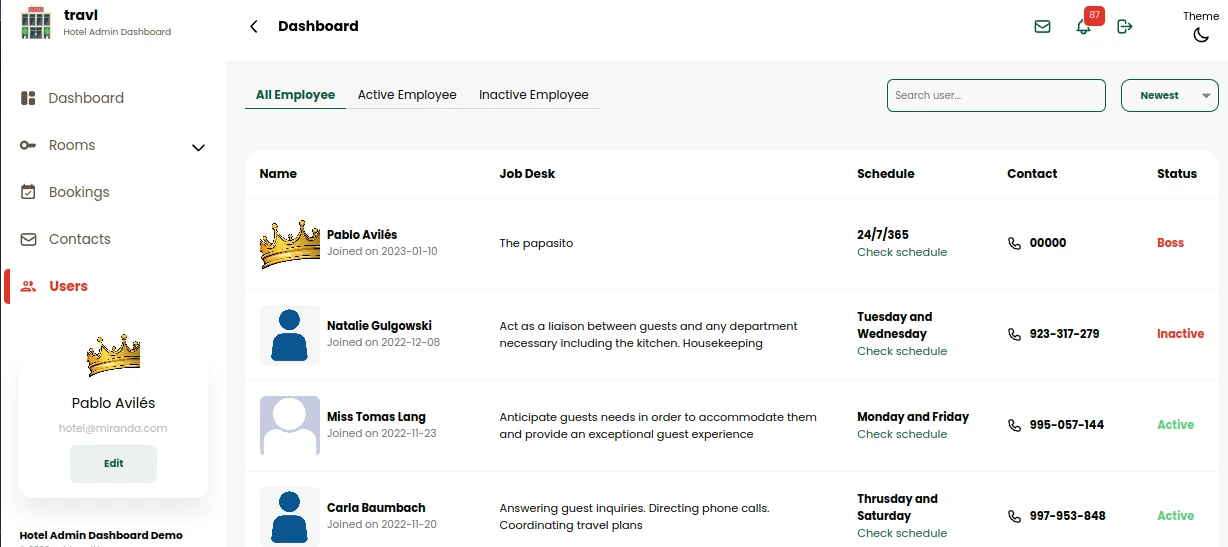 travl
Hotel Admin Dashboard
Dashboard
87
Theme
Dashboard
Rooms
Bookings
Contacts
Users
Pablo Avilés
hotel@miranda.com
Edit
Hotel Admin Dashboard Demo
All Employee Active Employee Inactive Employee
Search user...
Newest
Name Job Desk Schedule Contact Status
Pablo Avilés
Joined on 2023-01-10
The papasito
24/7/365
Check schedule
00000
Boss
Natalie Gulgowski
Joined on 2022-12-08
Act as a liaison between guests and any department
necessary including the kitchen. Housekeeping
Tuesday and
Wednesday
Check schedule
923-317-279
Inactive
Miss Tomas Lang
Joined on 2022-11-23
Anticipate guests needs in order to accommodate them
and provide an exceptional guest experience
Monday and Friday
Check schedule
995-057-144
Active
Carla Baumbach
Joined on 2022-11-20
Answering guest inquiries. Directing phone calls.
Coordinating travel plans
Thrusday and
Saturday
Check schedule
997-953-848
Active